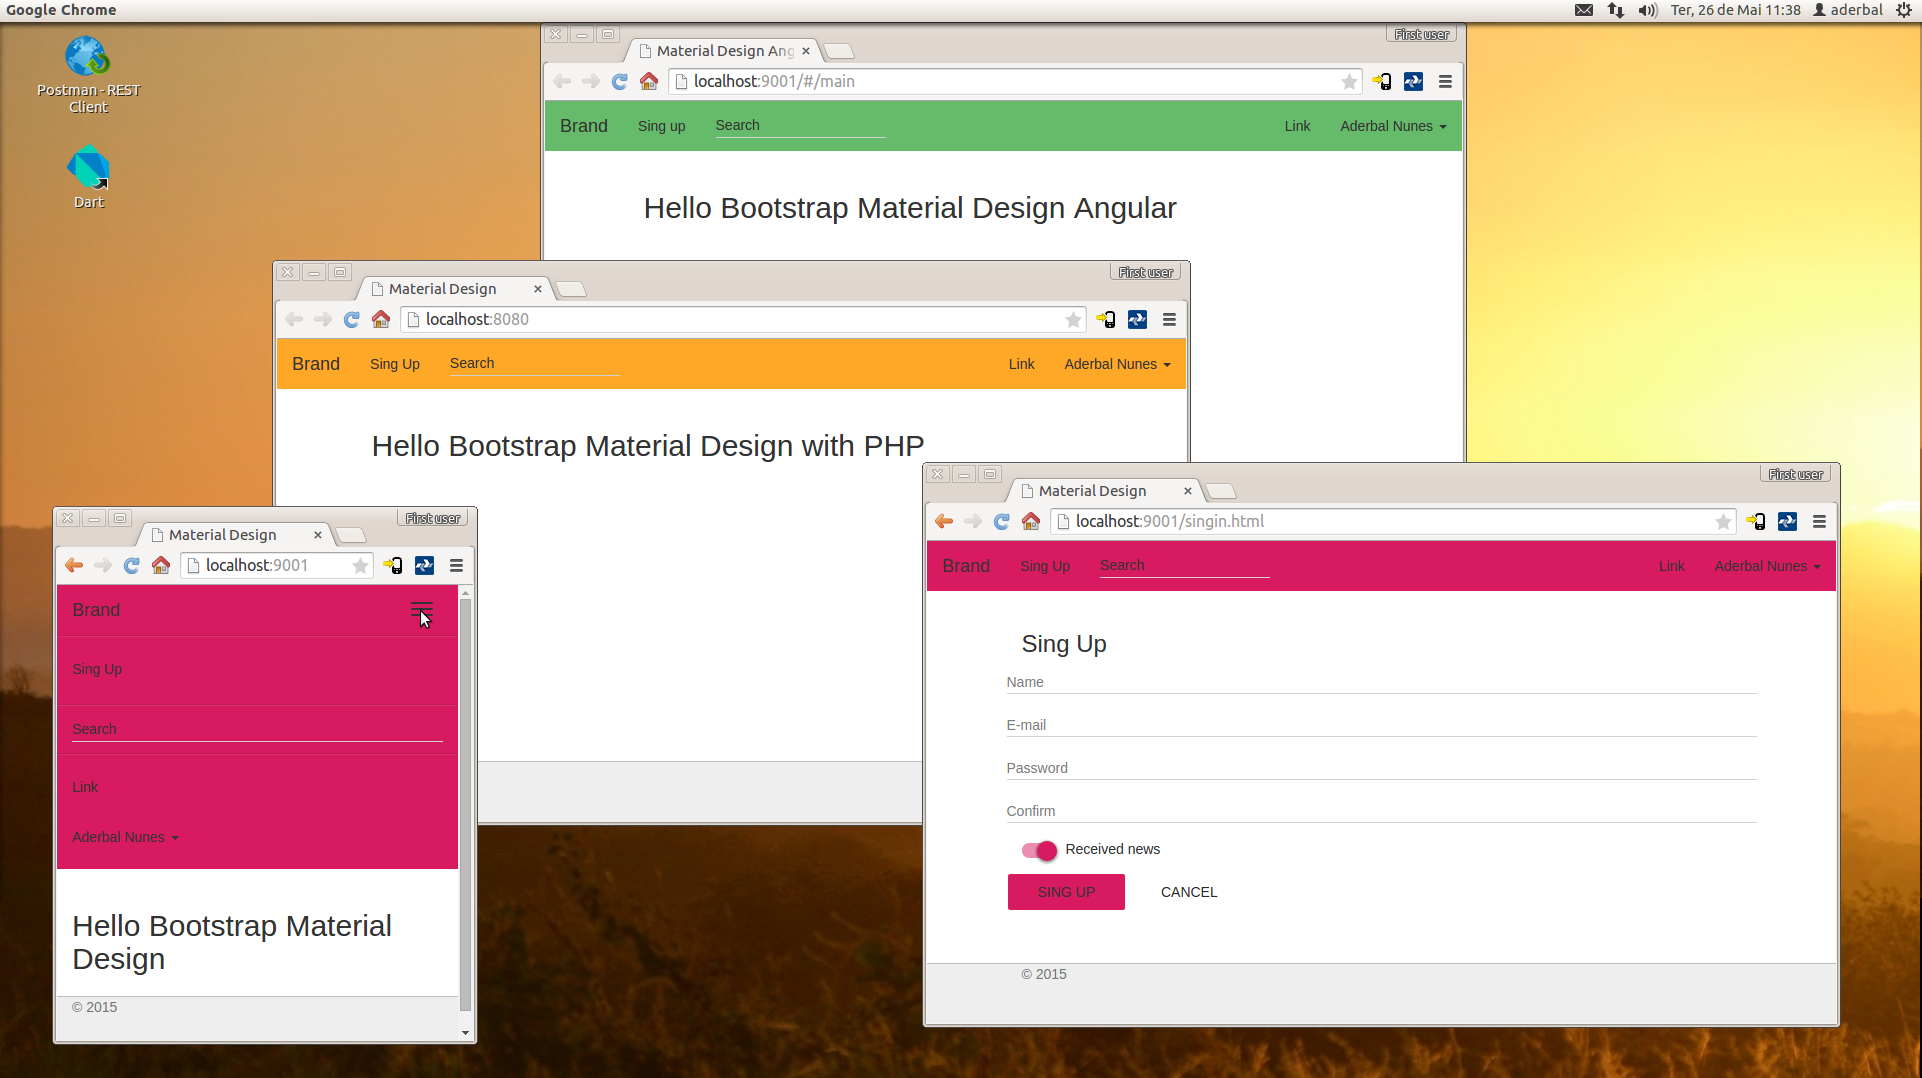 Google Chrome
Ter, 26 de Mai 11:38 aderbal
Postman - REST
Client
Dart
First user
Material Design Ang
localhost:9001/#/main
Brand Sing up Search Link Aderbal Nunes
Hello Bootstrap Material Design Angular
First user
Material Design
localhost:8080
Brand Sing Up Search Link Aderbal Nunes
Hello Bootstrap Material Design with PHP
First user
Material Design
localhost:9001
Brand
Sing Up
Search
Link
Aderbal Nunes
Hello Bootstrap Material
Design
© 2015
First user
Material Design
localhost:9001/singin.html
Brand Sing Up Search Link Aderbal Nunes
Sing Up
Name
E-mail
Password
Confirm
Received news
SING UP CANCEL
© 2015